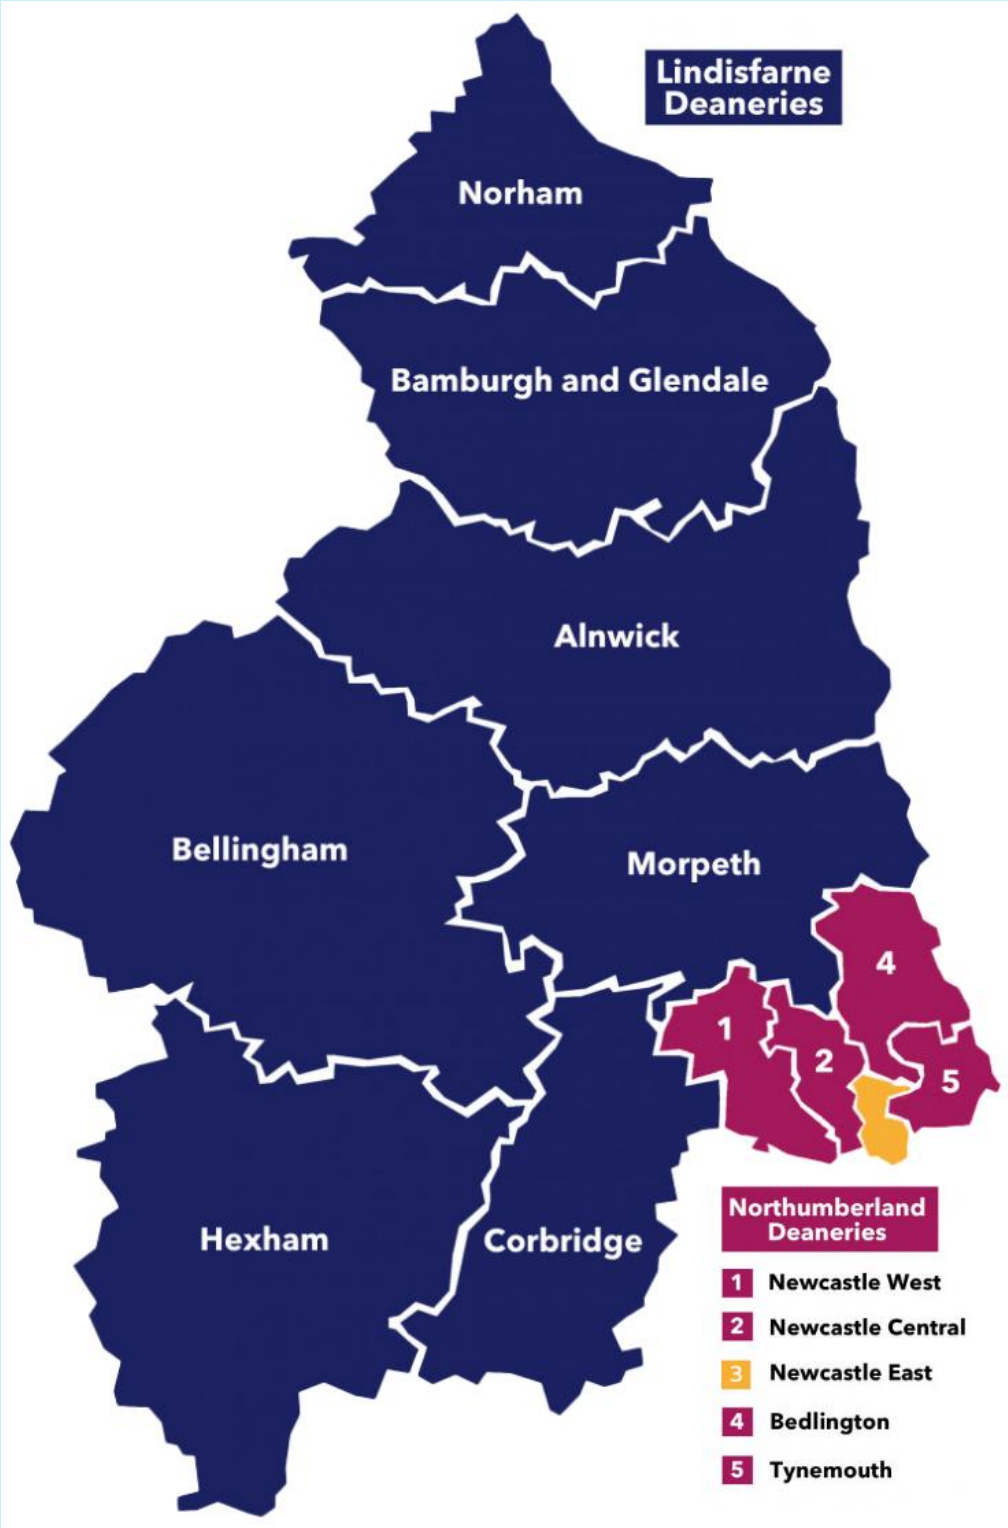 Lindisfarne
Deaneries
Norham
Bamburgh and Glendale
Alnwick
Bellingham
Morpeth
4
1
2
5
Hexham
Corbridge
Northumberland
Deaneries
1 Newcastle West
2 Newcastle Central
3 Newcastle East
4 Bedlington
5 Tynemouth